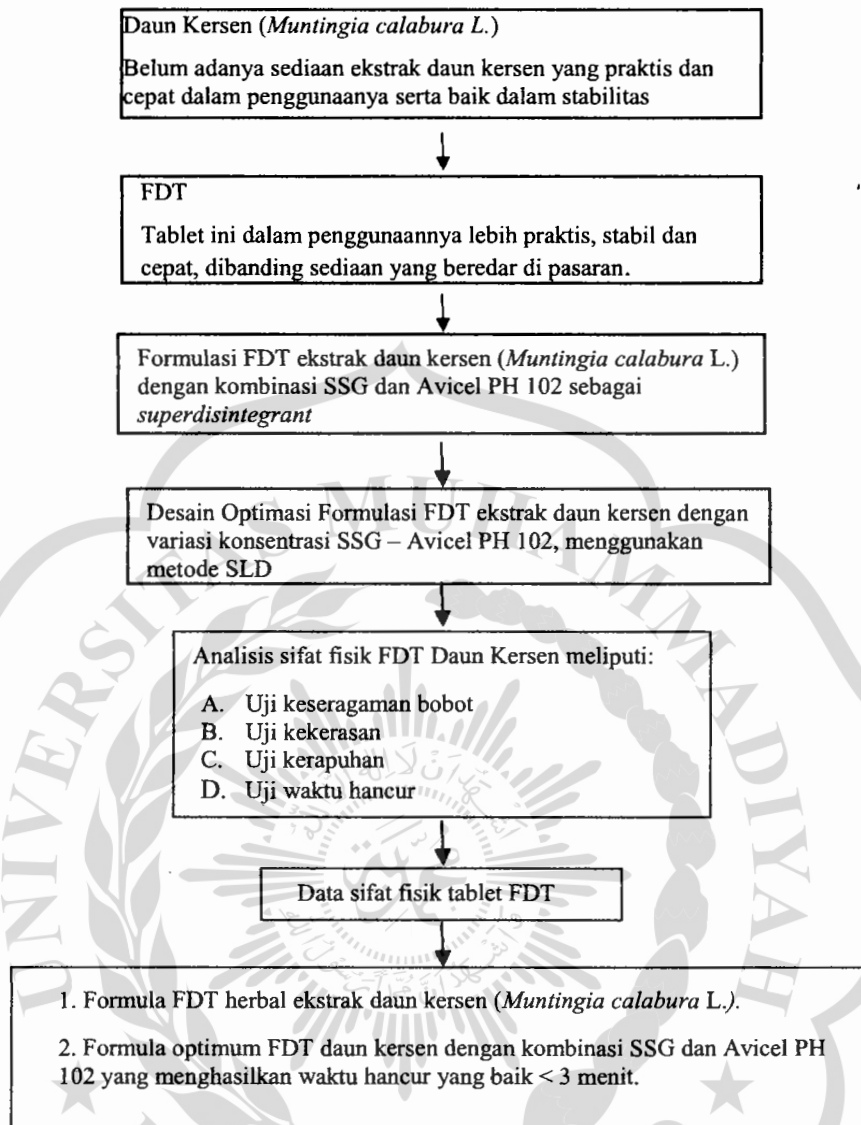 Daun Kersen (Muntingia calabura L.)
Belum adanya sediaan ekstrak daun kersen yang praktis dan
cepat dalam penggunaanya serta baik dalam stabilitas
FDT
Tablet ini dalam penggunaannya lebih praktis, stabil dan
cepat, dibanding sediaan yang beredar di pasaran.
Formulasi FDT ekstrak daun kersen (Muntingia calabura L.)
dengan kombinasi SSG dan Avicel PH 102 sebagai
superdisintegrant
Desain Optimasi Formulasi FDT ekstrak daun kersen dengan
variasi konsentrasi SSG – Avicel PH 102, menggunakan
metode SLD
Analisis sifat fisik FDT Daun Kersen meliputi:
A. Uji keseragaman bobot
B. Uji kekerasan
C. Uji kerapuhan
D. Uji waktu hancur
Data sifat fisik tablet FDT
1. Formula FDT herbal ekstrak daun kersen (Muntingia calabura L.).
2. Formula optimum FDT daun kersen dengan kombinasi SSG dan Avicel PH
102 yang menghasilkan waktu hancur yang baik < 3 menit.
UNIVERSITAS MUHAMMADIYAH